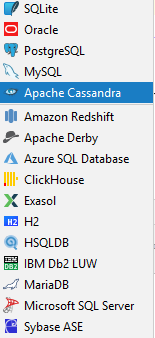 SQLite
Oracle
PostgreSQL
MySQL
Apache Cassandra
Amazon Redshift
Apache Derby
Azure SQL Database
ClickHouse
Exasol
H2
HSQLDB
IBM Db2 LUW
MariaDB
Microsoft SQL Server
Sybase ASE